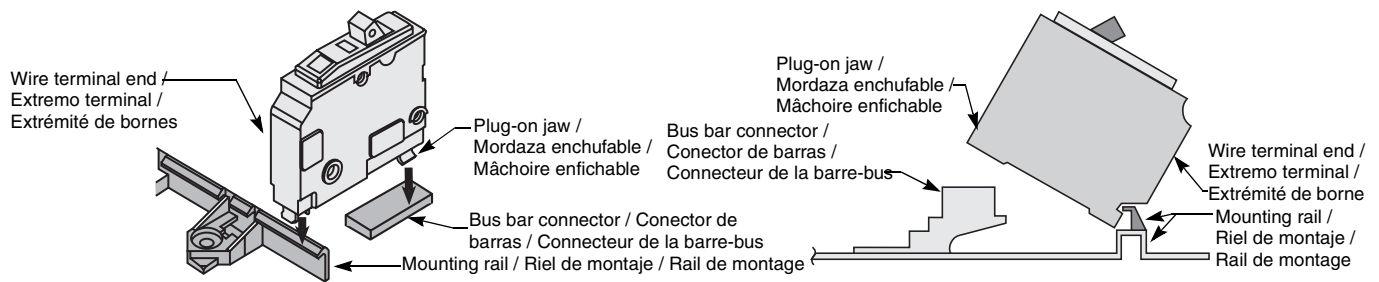 Wire terminal end /
Extremo terminal /
Extrémité de bornes
Plug-on jaw /
Mordaza enchufable /
Mâchoire enfichable
Bus bar connector / Conector de
barras / Connecteur de la barre-bus
Mounting rail / Riel de montaje / Rail de montage
Plug-on jaw /
Mordaza enchufable /
Mâchoire enfichable
Bus bar connector /
Conector de barras /
Connecteur de la barre-bus
Wire terminal end /
Extremo terminal /
Extrémité de borne
Mounting rail /
Riel de montaje /
Rail de montage